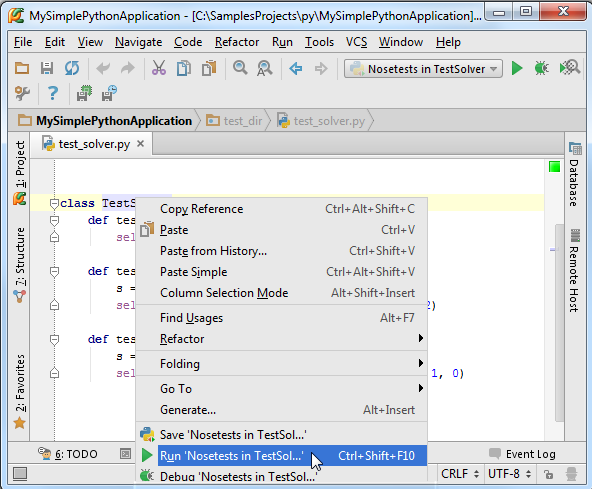 MySimplePythonApplication - [C:\SamplesProjects\py\MySimplePythonApplication]...
File Edit View Navigate Code Refactor Run Tools VCS Window Help
Nosetests in TestSolver
MySimplePythonApplication test_dir test_solver.py
test_solver.py
1: Project
7: Structure
2: Favorites
Database
Remote Host
class TestS
def tes
sel
def tes
s =
sel 2)
def tes
s =
sel 1, 0)
Copy Reference Ctrl+Alt+Shift+C
Paste Ctrl+V
Paste from History... Ctrl+Shift+V
Paste Simple Ctrl+Alt+Shift+V
Column Selection Mode Alt+Shift+Insert
Find Usages Alt+F7
Refactor
Folding
Go To
Generate... Alt+Insert
Save 'Nosetests in TestSol...'
Run 'Nosetests in TestSol...' Ctrl+Shift+F10
Debug 'Nosetests in TestSol...'
6: TODO
Event Log
CRLF UTF-8